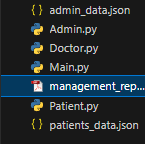 admin_data.json
Admin.py
Doctor.py
Main.py
management_rep...
Patient.py
patients_data.json